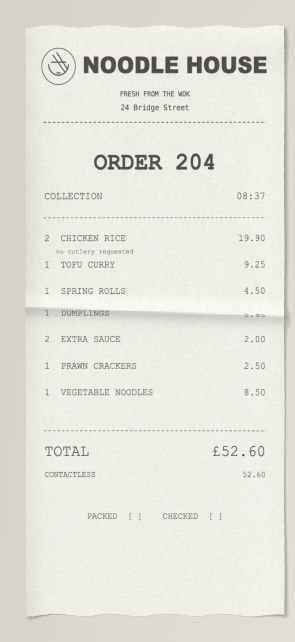 NOODLE HOUSE
FRESH FROM THE WOK
24 Bridge Street
ORDER 204
COLLECTION 08:37
2 CHICKEN RICE 19.90
no cutlery requested
1 TOFU CURRY 9.25
1 SPRING ROLLS 4.50
1 DUMPLINGS
2 EXTRA SAUCE 2.00
1 PRAWN CRACKERS 2.50
1 VEGETABLE NOODLES 8.50
TOTAL £52.60
CONTACTLESS 52.60
PACKED [ ] CHECKED [ ]